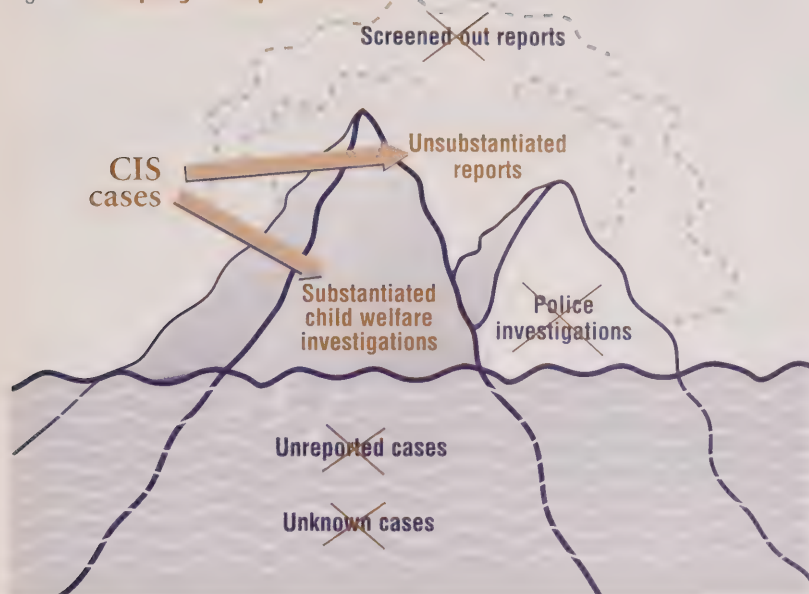 Screened out reports
CIS
cases
Unsubstantiated
reports
Substantiated
child welfare
investigations
Police
investigations
Unreported cases
Unknown cases